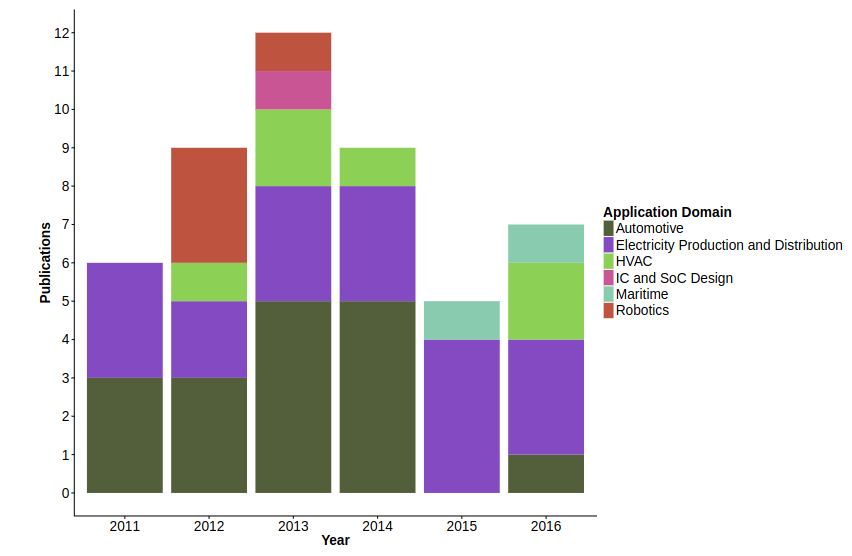 12
11
10
9
8
7
6
5
4
3
2
1
0
Publications
2011 2012 2013 2014 2015 2016
Year
Application Domain
Automotive
Electricity Production and Distribution
HVAC
IC and SoC Design
Maritime
Robotics